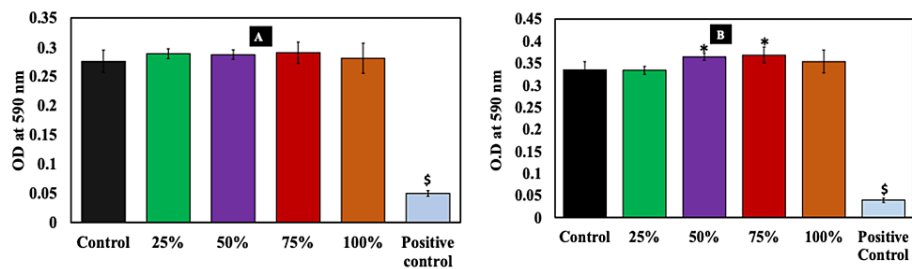 A
OD at 590 nm
0.35
0.3
0.25
0.2
0.15
0.1
0.05
0
$
Control 25% 50% 75% 100% Positive
control
B
O.D at 590 nm
0.45
0.4
0.35
0.3
0.25
0.2
0.15
0.1
0.05
0
* *
$
Control 25% 50% 75% 100% Positive
Control